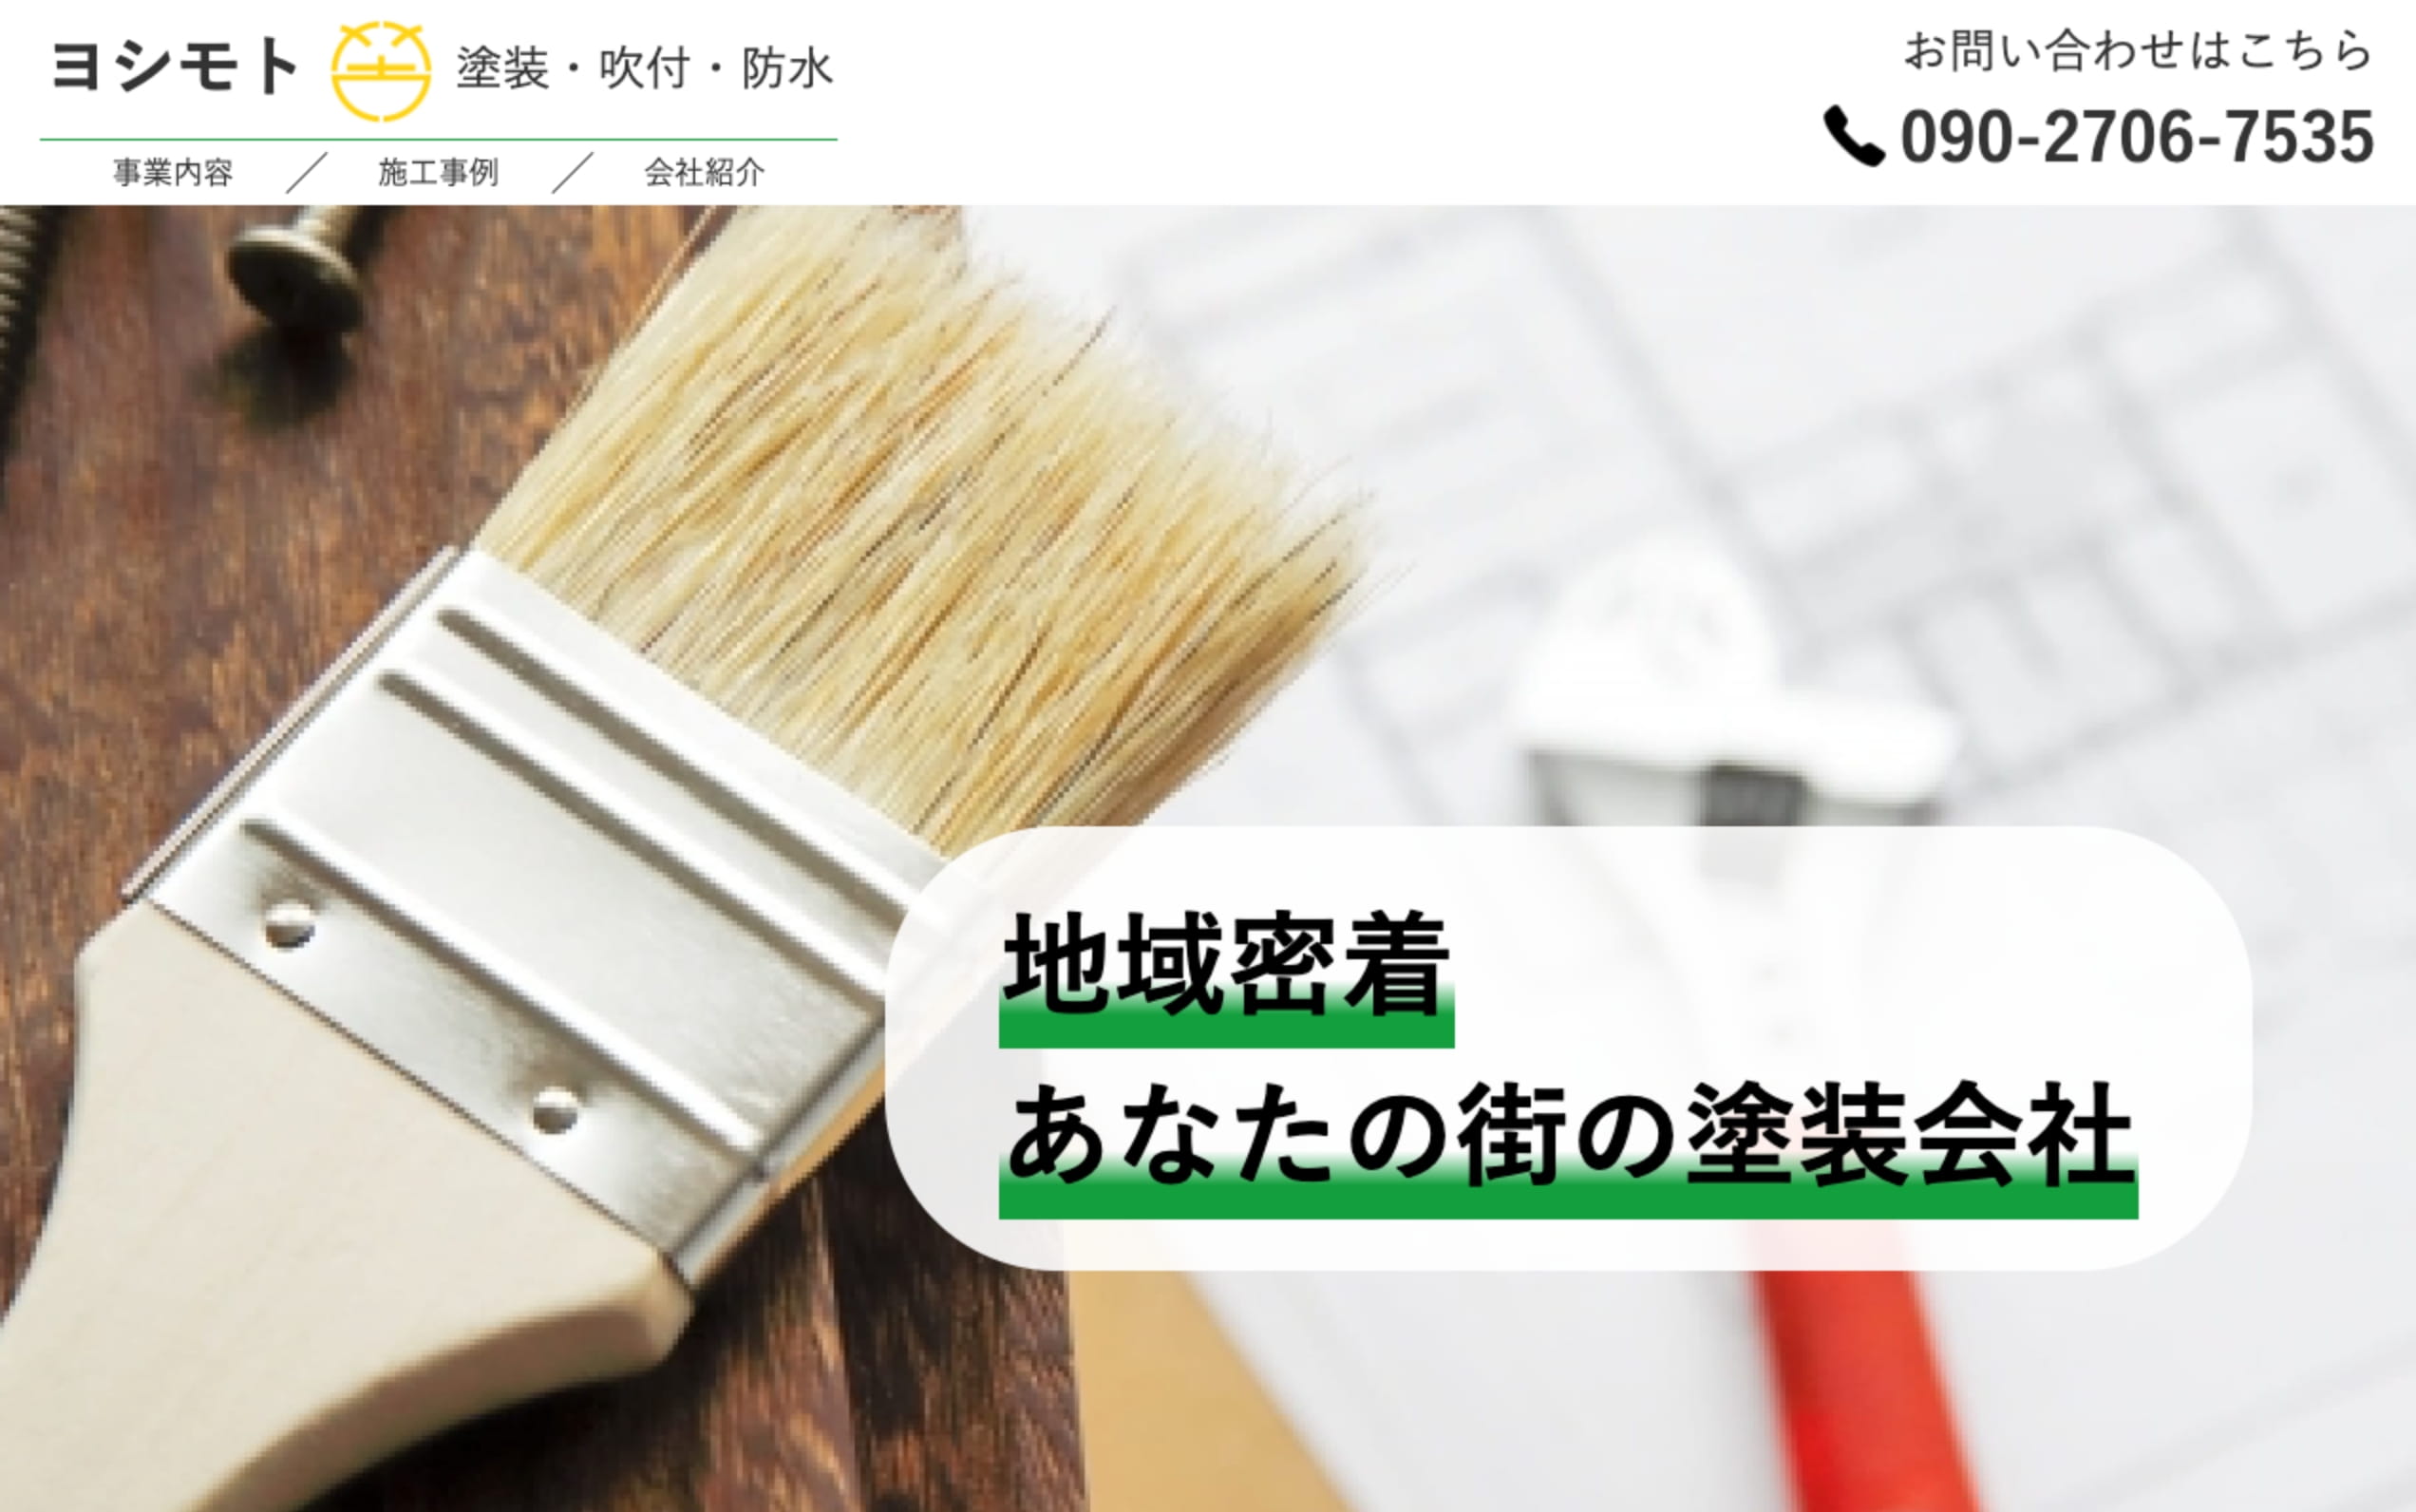 ヨシモト 塗装・吹付・防水
事業内容 ／ 施工事例 ／ 会社紹介
お問い合わせはこちら
090-2706-7535
地域密着
あなたの街の塗装会社